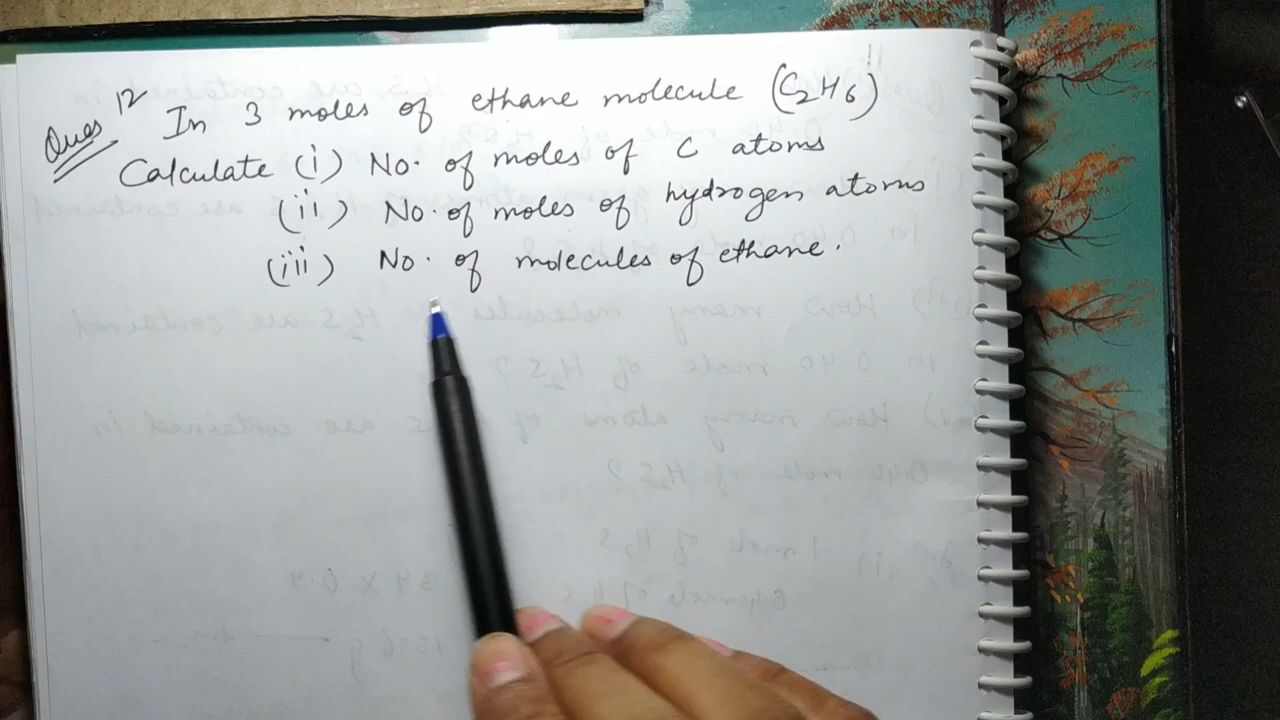 Ques 12 In 3 moles of ethane molecule (C₂H₆)
Calculate (i) No. of moles of C atoms
(ii) No. of moles of hydrogen atoms
(iii) No. of molecules of ethane.